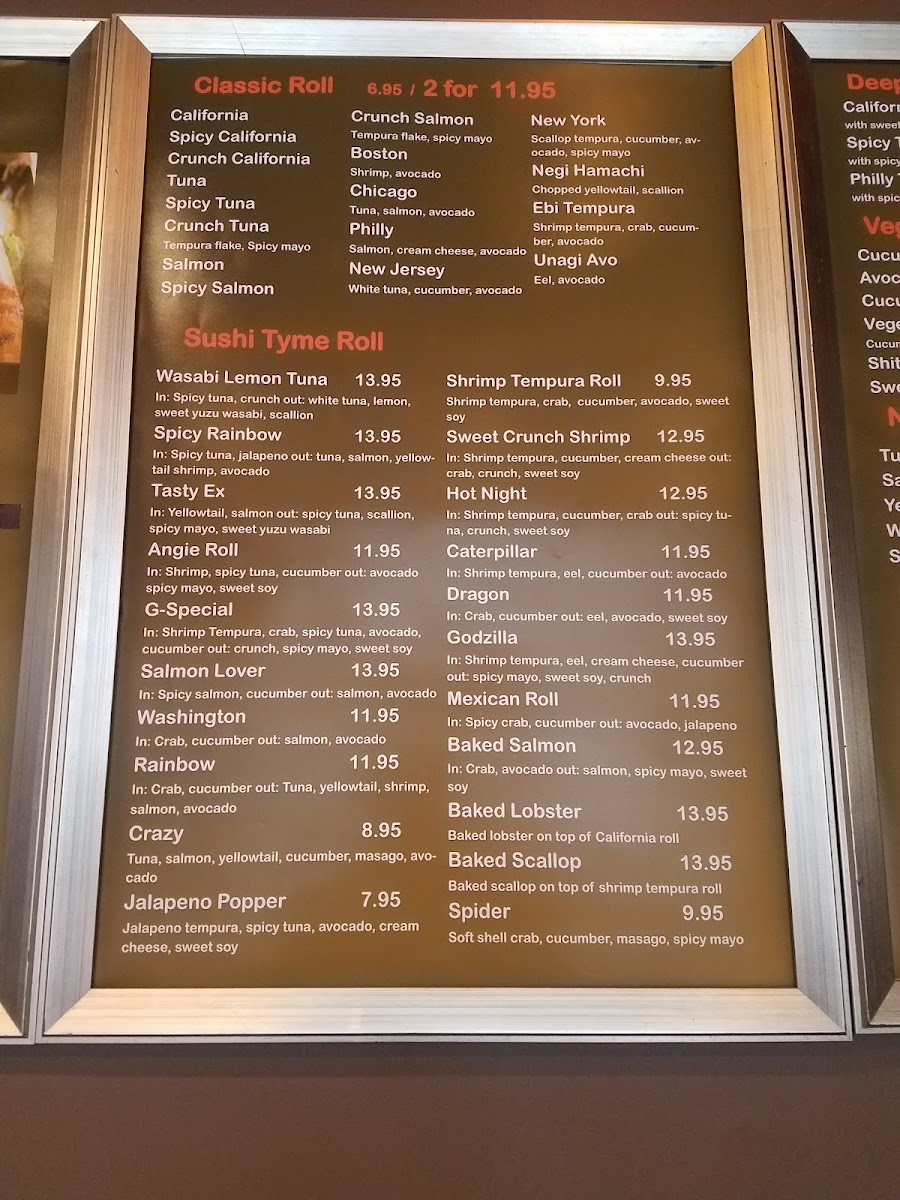 Classic Roll 6.95 / 2 for 11.95
California
Spicy California
Crunch California
Tuna
Spicy Tuna
Crunch Tuna
Tempura flake, Spicy mayo
Salmon
Spicy Salmon
Crunch Salmon
Tempura flake, spicy mayo
Boston
Shrimp, avocado
Chicago
Tuna, salmon, avocado
Philly
Salmon, cream cheese, avocado
New Jersey
White tuna, cucumber, avocado
New York
Scallop tempura, cucumber, av-
ocado, spicy mayo
Negi Hamachi
Chopped yellowtail, scallion
Ebi Tempura
Shrimp tempura, crab, cucum-
ber, avocado
Unagi Avo
Eel, avocado
Sushi Tyme Roll
Wasabi Lemon Tuna 13.95
In: Spicy tuna, crunch out: white tuna, lemon,
sweet yuzu wasabi, scallion
Spicy Rainbow 13.95
In: Spicy tuna, jalapeno out: tuna, salmon, yellow-
tail shrimp, avocado
Tasty Ex 13.95
In: Yellowtail, salmon out: spicy tuna, scallion,
spicy mayo, sweet yuzu wasabi
Angie Roll 11.95
In: Shrimp, spicy tuna, cucumber out: avocado
spicy mayo, sweet soy
G-Special 13.95
In: Shrimp Tempura, crab, spicy tuna, avocado,
cucumber out: crunch, spicy mayo, sweet soy
Salmon Lover 13.95
In: Spicy salmon, cucumber out: salmon, avocado
Washington 11.95
In: Crab, cucumber out: salmon, avocado
Rainbow 11.95
In: Crab, cucumber out: Tuna, yellowtail, shrimp,
salmon, avocado
Crazy 8.95
Tuna, salmon, yellowtail, cucumber, masago, avo-
cado
Jalapeno Popper 7.95
Jalapeno tempura, spicy tuna, avocado, cream
cheese, sweet soy
Shrimp Tempura Roll 9.95
Shrimp tempura, crab, cucumber, avocado, sweet
soy
Sweet Crunch Shrimp 12.95
In: Shrimp tempura, cucumber, cream cheese out:
crab, crunch, sweet soy
Hot Night 12.95
In: Shrimp tempura, cucumber, crab out: spicy tu-
na, crunch, sweet soy
Caterpillar 11.95
In: Shrimp tempura, eel, cucumber out: avocado
Dragon 11.95
In: Crab, cucumber out: eel, avocado, sweet soy
Godzilla 13.95
In: Shrimp tempura, eel, cream cheese, cucumber
out: spicy mayo, sweet soy, crunch
Mexican Roll 11.95
In: Spicy crab, cucumber out: avocado, jalapeno
Baked Salmon 12.95
In: Crab, avocado out: salmon, spicy mayo, sweet
soy
Baked Lobster 13.95
Baked lobster on top of California roll
Baked Scallop 13.95
Baked scallop on top of shrimp tempura roll
Spider 9.95
Soft shell crab, cucumber, masago, spicy mayo
Deep
with sweet
Spicy
with spicy
Philly